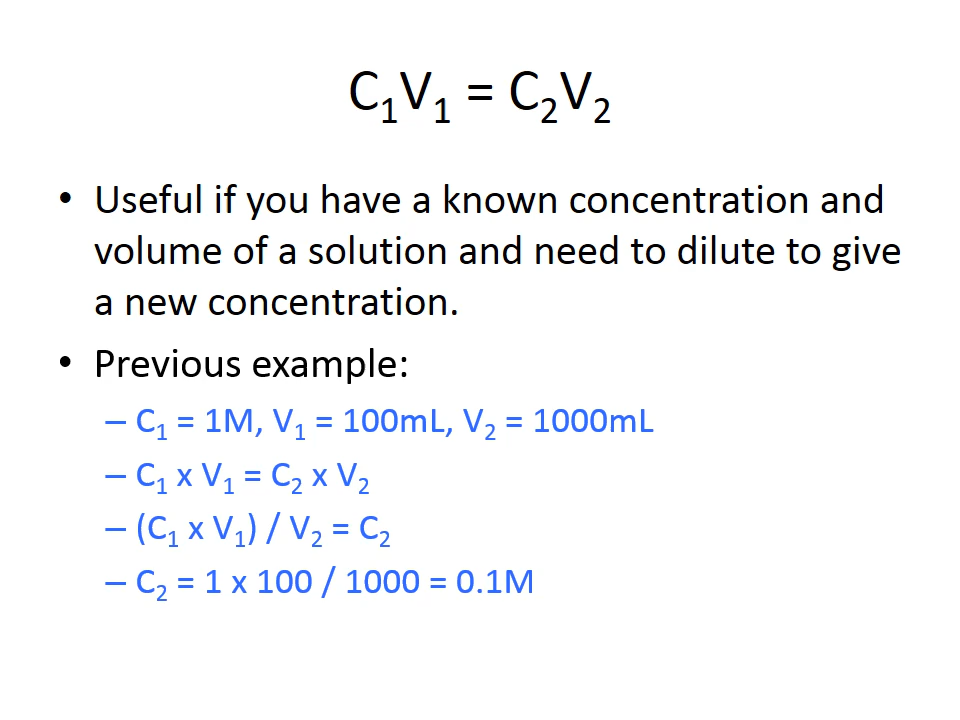 C₁V₁ = C₂V₂
• Useful if you have a known concentration and
volume of a solution and need to dilute to give
a new concentration.
• Previous example:
– C₁ = 1M, V₁ = 100mL, V₂ = 1000mL
– C₁ x V₁ = C₂ x V₂
– (C₁ x V₁) / V₂ = C₂
– C₂ = 1 x 100 / 1000 = 0.1M